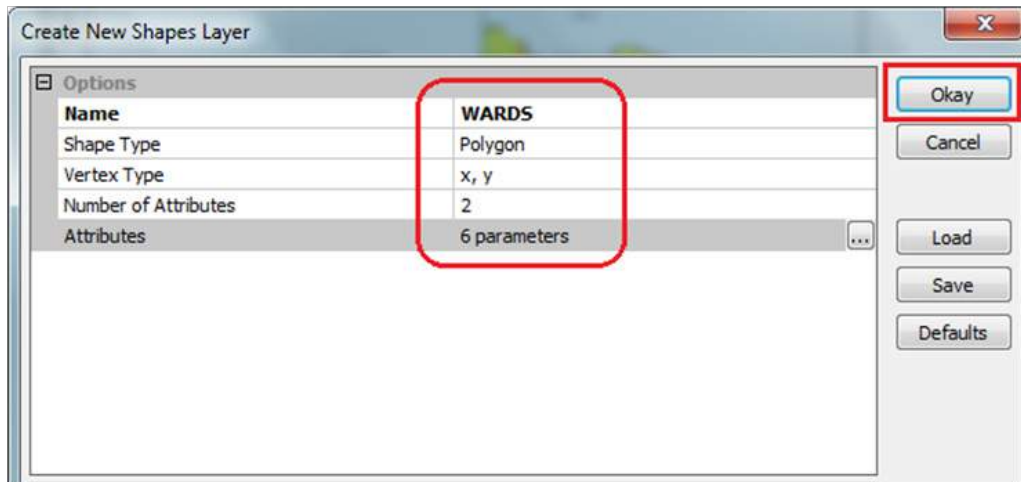 Create New Shapes Layer
Options
Name WARDS
Shape Type Polygon
Vertex Type x, y
Number of Attributes 2
Attributes 6 parameters ...
Okay
Cancel
Load
Save
Defaults